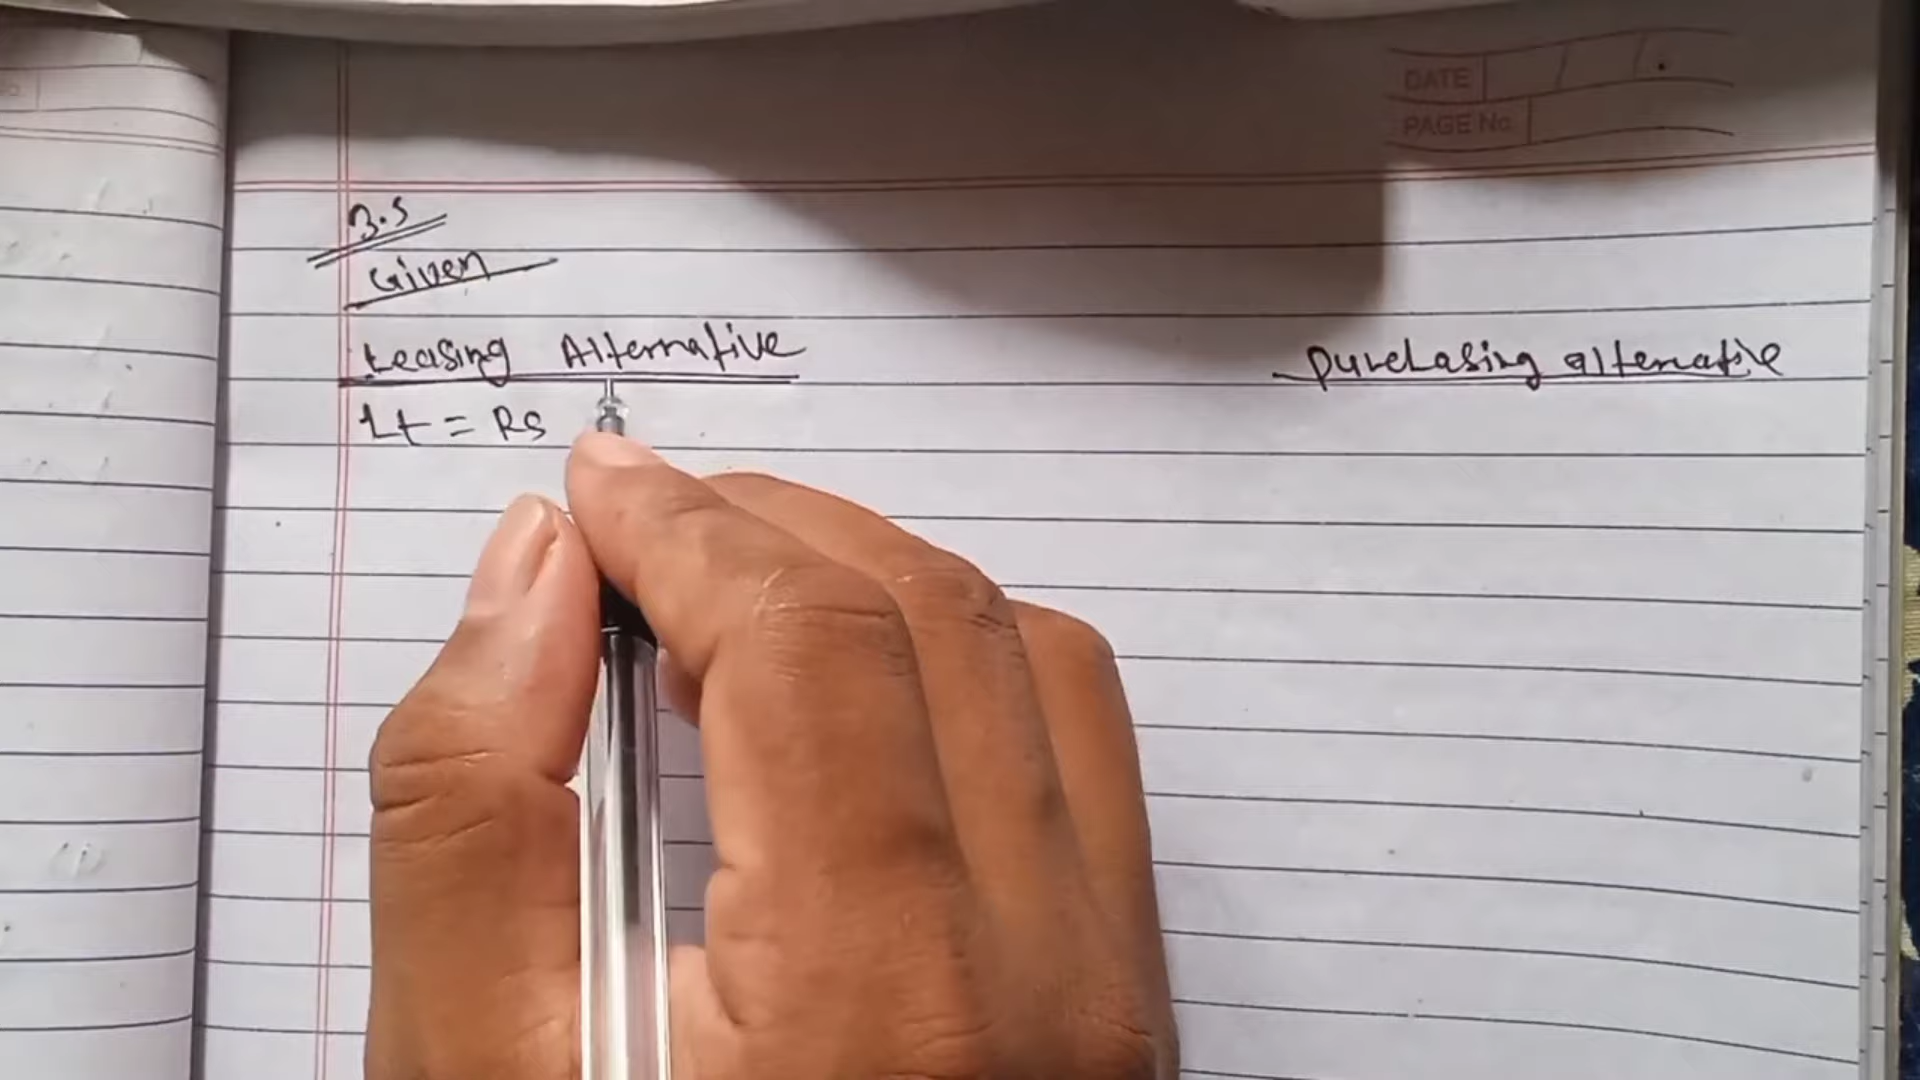 DATE
PAGE No.
3.5
Given
Leasing Alternative
purchasing alternative
Lt = Rs